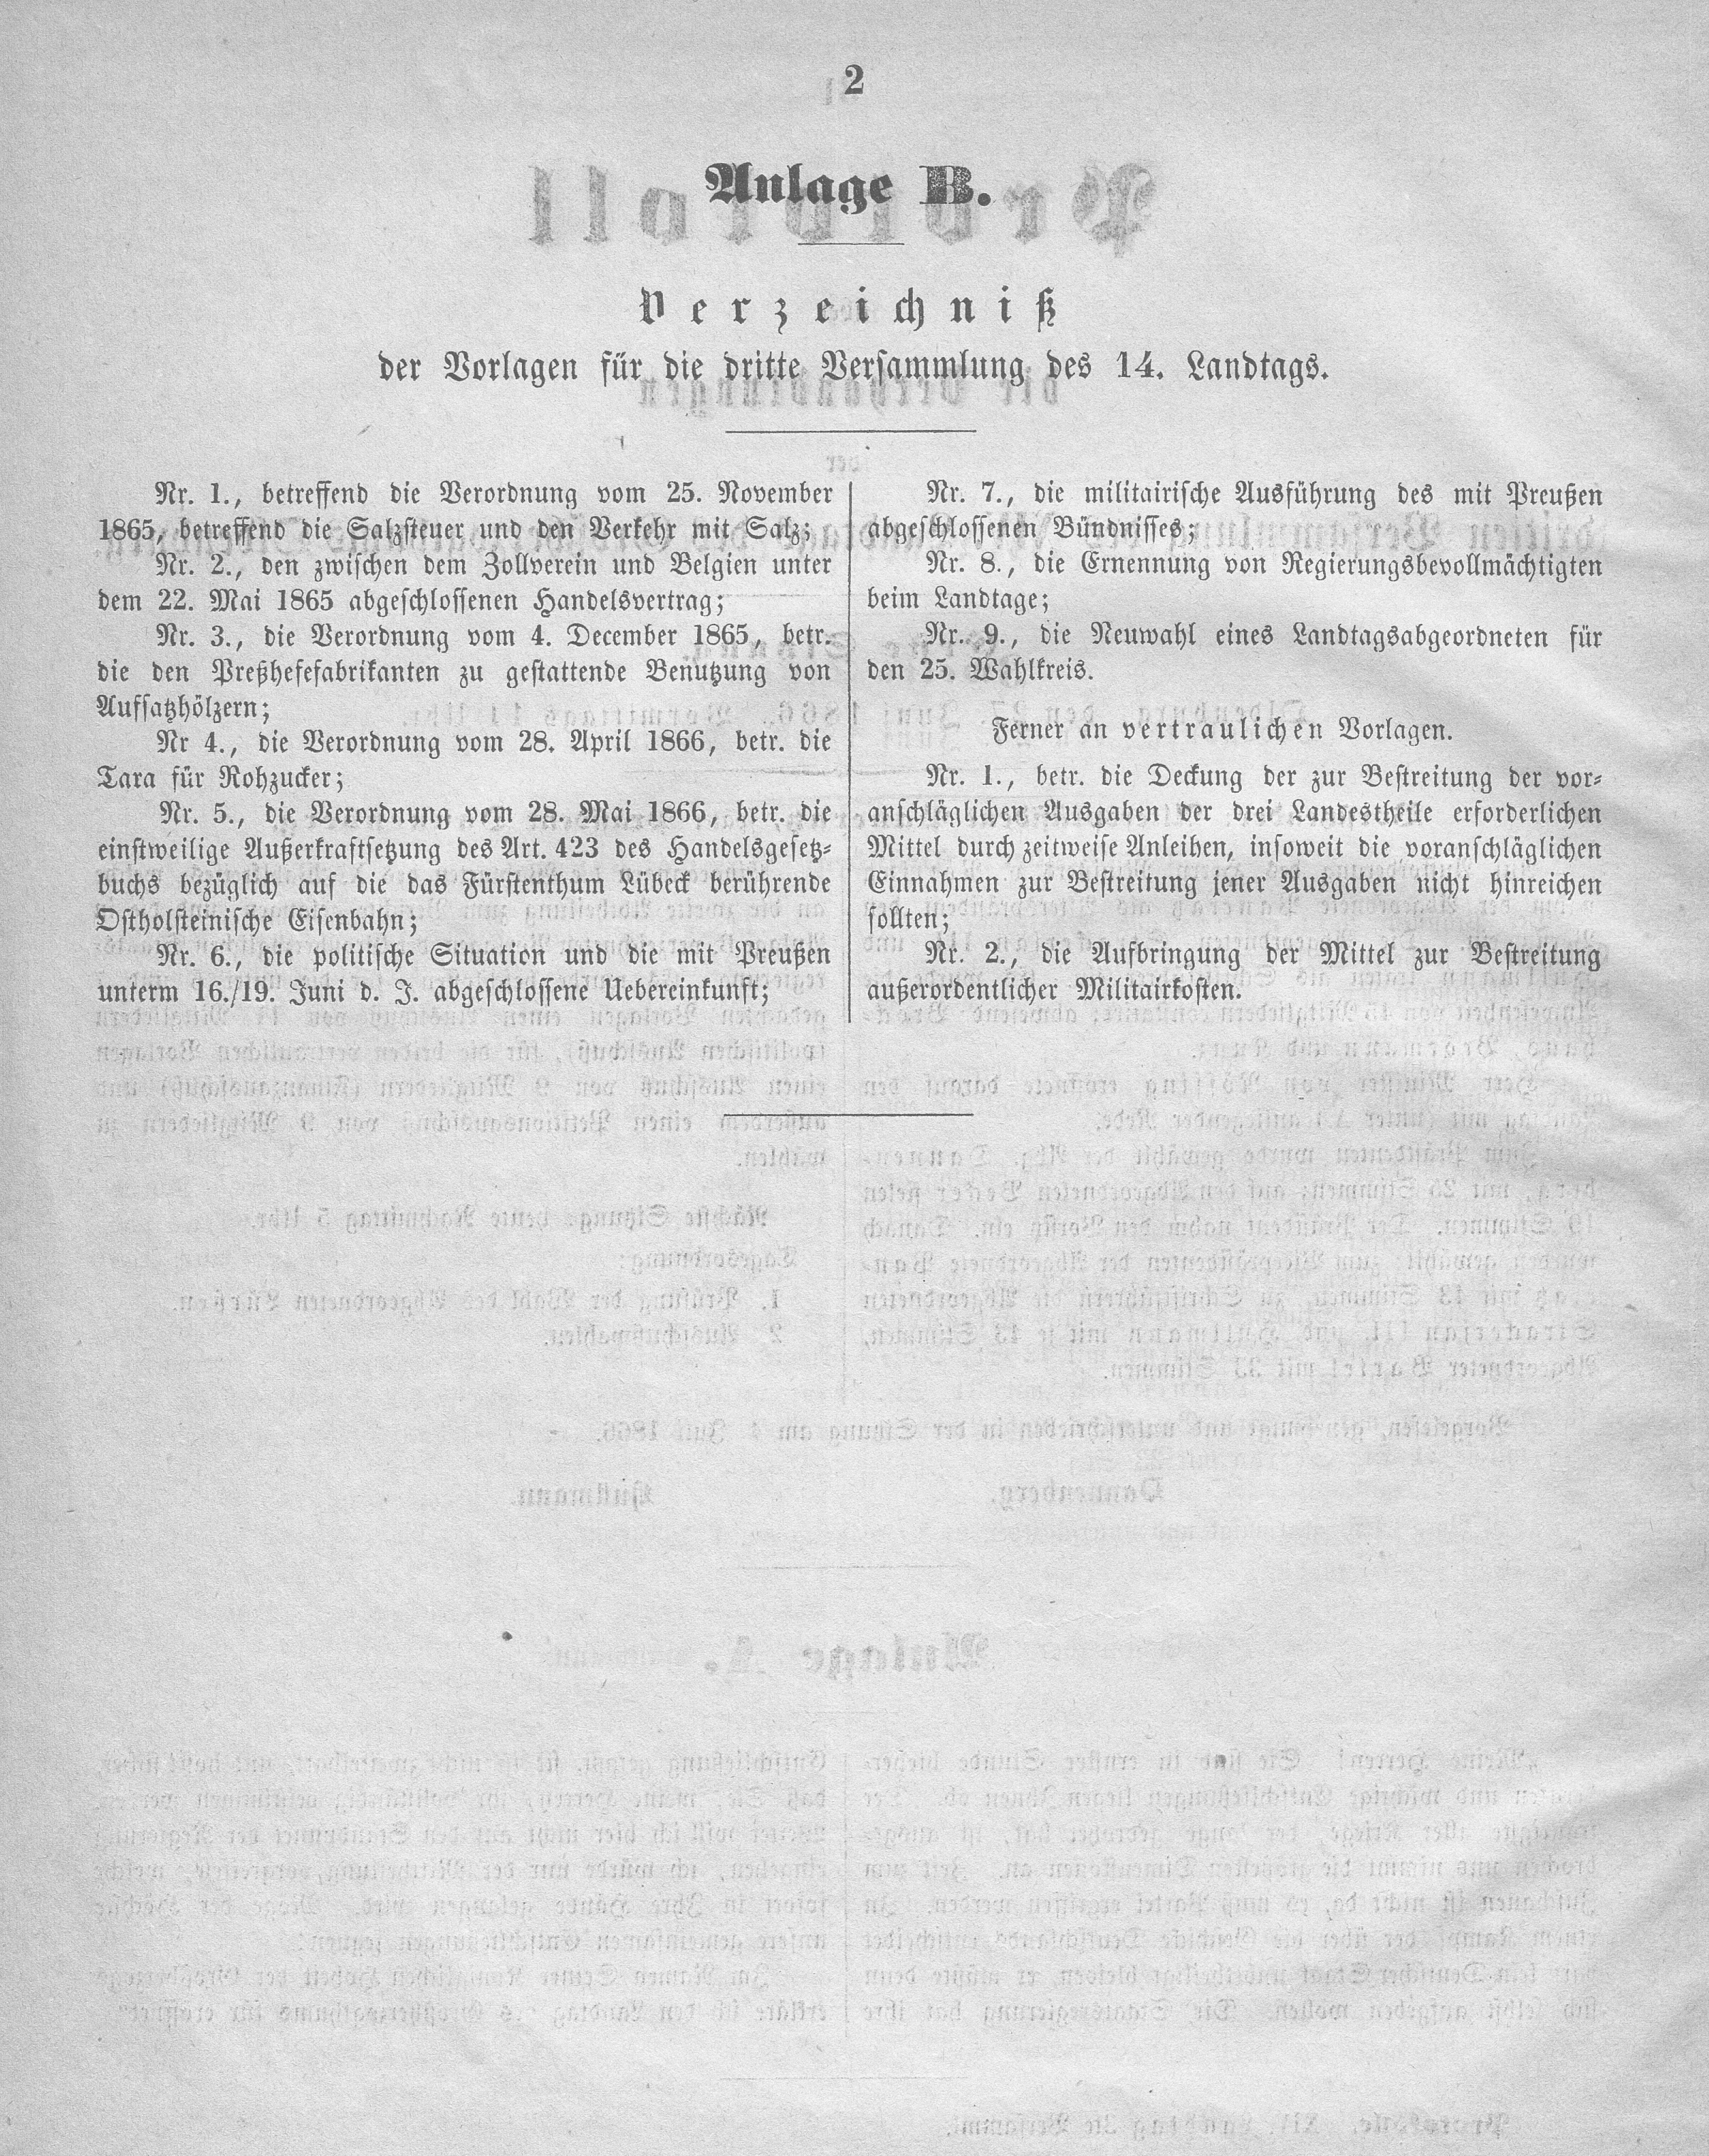 2
Anlage B.
Verzeichniß
der Vorlagen für die dritte Versammlung des 14. Landtags.
Nr. 1., betreffend die Verordnung vom 25. November
1865, betreffend die Salzsteuer und den Verkehr mit Salz;
Nr. 2., den zwischen dem Zollverein und Belgien unter
dem 22. Mai 1865 abgeschlossenen Handelsvertrag;
Nr. 3., die Verordnung vom 4. December 1865, betr.
die den Preßhefefabrikanten zu gestattende Benutzung von
Aufsatzhölzern;
Nr 4., die Verordnung vom 28. April 1866, betr. die
Tara für Rohzucker;
Nr. 5., die Verordnung vom 28. Mai 1866, betr. die
einstweilige Außerkraftsetzung des Art. 423 des Handelsgesetz-
buchs bezüglich auf die das Fürstenthum Lübeck berührende
Ostholsteinische Eisenbahn;
Nr. 6., die politische Situation und die mit Preußen
unterm 16./19. Juni d. J. abgeschlossene Uebereinkunft;
Nr. 7., die militairische Ausführung des mit Preußen
abgeschlossenen Bündnisses;
Nr. 8., die Ernennung von Regierungsbevollmächtigten
beim Landtage;
Nr. 9., die Neuwahl eines Landtagsabgeordneten für
den 25. Wahlkreis.
Ferner an vertraulichen Vorlagen.
Nr. 1., betr. die Deckung der zur Bestreitung der vor-
anschläglichen Ausgaben der drei Landestheile erforderlichen
Mittel durch zeitweise Anleihen, insoweit die voranschläglichen
Einnahmen zur Bestreitung jener Ausgaben nicht hinreichen
sollten;
Nr. 2., die Aufbringung der Mittel zur Bestreitung
außerordentlicher Militairkosten.